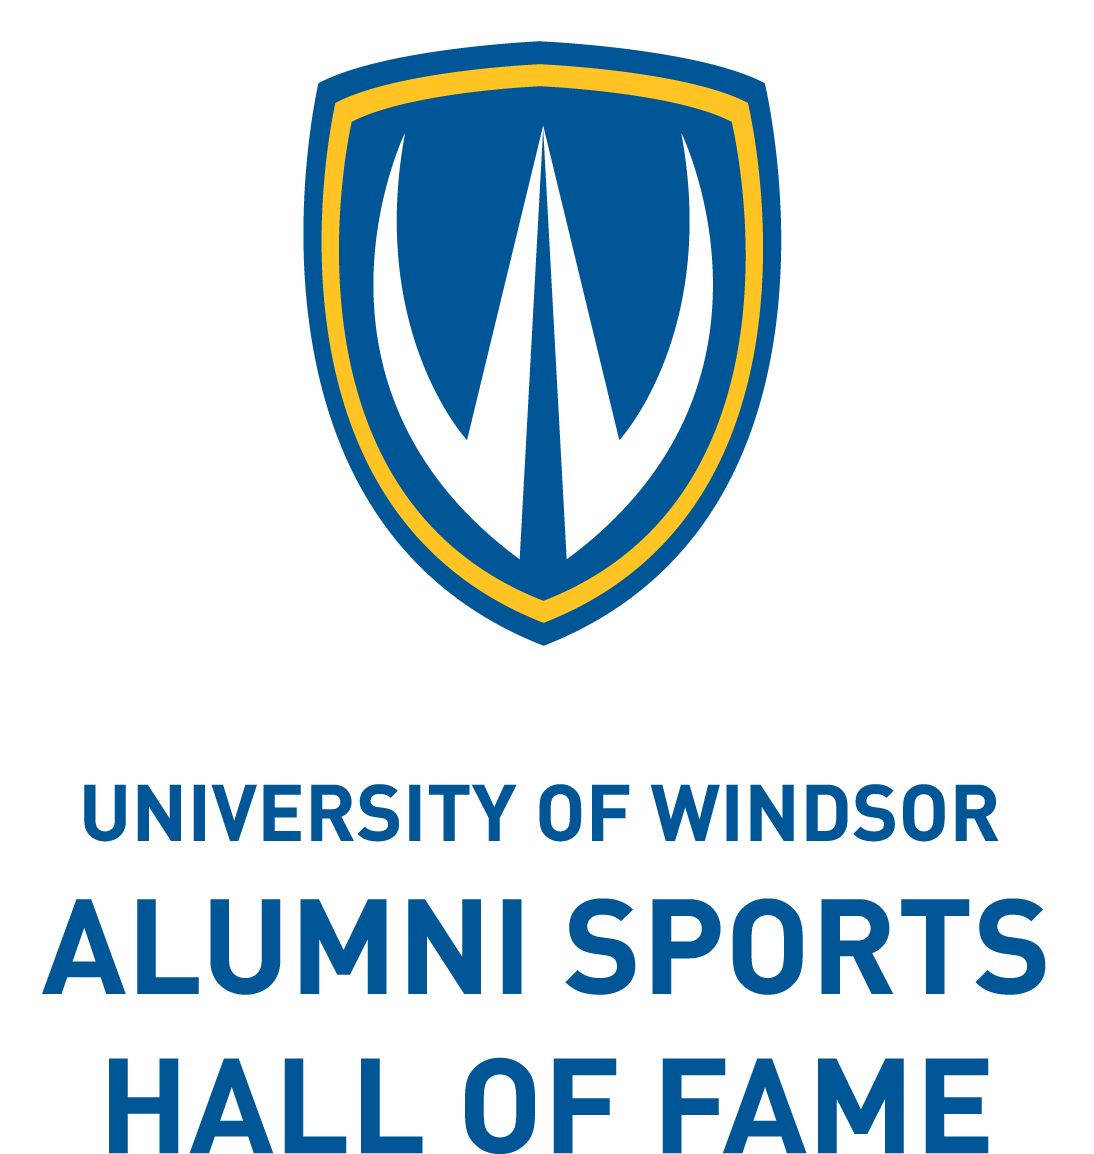 UNIVERSITY OF WINDSOR
ALUMNI SPORTS
HALL OF FAME